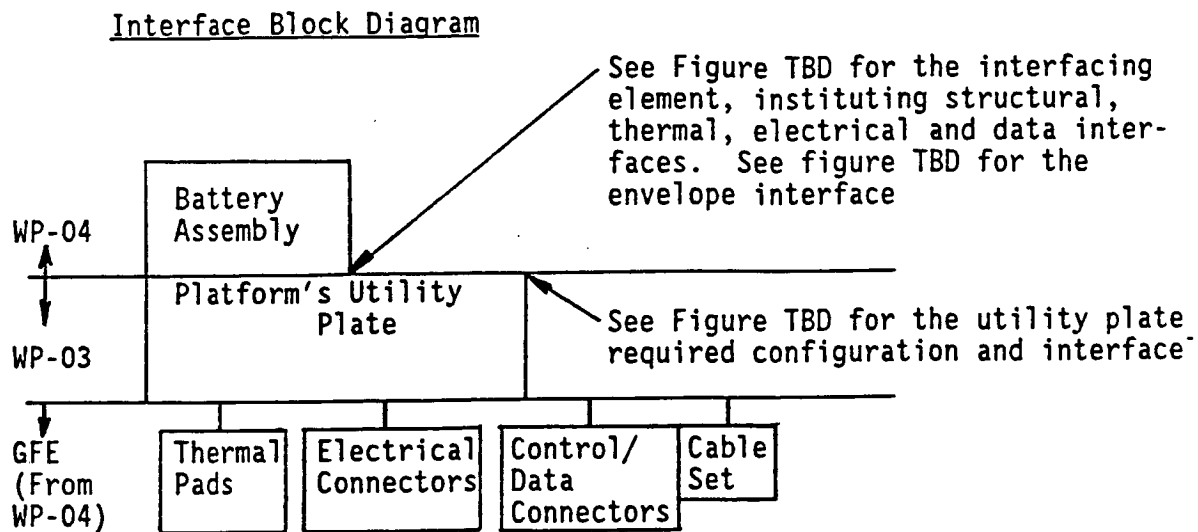 Interface Block Diagram
See Figure TBD for the interfacing
element, instituting structural,
thermal, electrical and data inter-
faces. See figure TBD for the
envelope interface
Battery
Assembly
WP-04
Platform's Utility
Plate
See Figure TBD for the utility plate
required configuration and interface
WP-03
GFE
(From
WP-04)
Thermal
Pads
Electrical
Connectors
Control/
Data
Connectors
Cable
Set